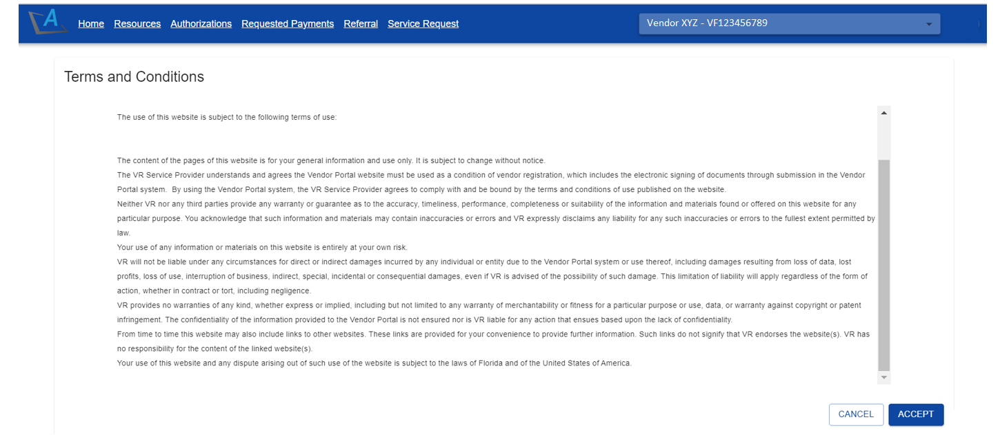 A
Home Resources Authorizations Requested Payments Referral Service Request
Vendor XYZ - VF123456789
Terms and Conditions
The use of this website is subject to the following terms of use:
The content of the pages of this website is for your general information and use only. It is subject to change without notice.
The VR Service Provider understands and agrees the Vendor Portal website must be used as a condition of vendor registration, which includes the electronic signing of documents through submission in the Vendor
Portal system.  By using the Vendor Portal system, the VR Service Provider agrees to comply with and be bound by the terms and conditions of use published on the website.
Neither VR nor any third parties provide any warranty or guarantee as to the accuracy, timeliness, performance, completeness or suitability of the information and materials found or offered on this website for any
particular purpose. You acknowledge that such information and materials may contain inaccuracies or errors and VR expressly disclaims any liability for any such inaccuracies or errors to the fullest extent permitted by
law.
Your use of any information or materials on this website is entirely at your own risk.
VR will not be liable under any circumstances for direct or indirect damages incurred by any individual or entity due to the Vendor Portal system or use thereof, including damages resulting from loss of data, lost
profits, loss of use, interruption of business, indirect, special, incidental or consequential damages, even if VR is advised of the possibility of such damage. This limitation of liability will apply regardless of the form of
action, whether in contract or tort, including negligence.
VR provides no warranties of any kind, whether express or implied, including but not limited to any warranty of merchantability or fitness for a particular purpose or use, data, or warranty against copyright or patent
infringement. The confidentiality of the information provided to the Vendor Portal is not ensured nor is VR liable for any action that ensues based upon the lack of confidentiality.
From time to time this website may also include links to other websites. These links are provided for your convenience to provide further information. Such links do not signify that VR endorses the website(s). VR has
no responsibility for the content of the linked website(s).
Your use of this website and any dispute arising out of such use of the website is subject to the laws of Florida and of the United States of America.
CANCEL ACCEPT